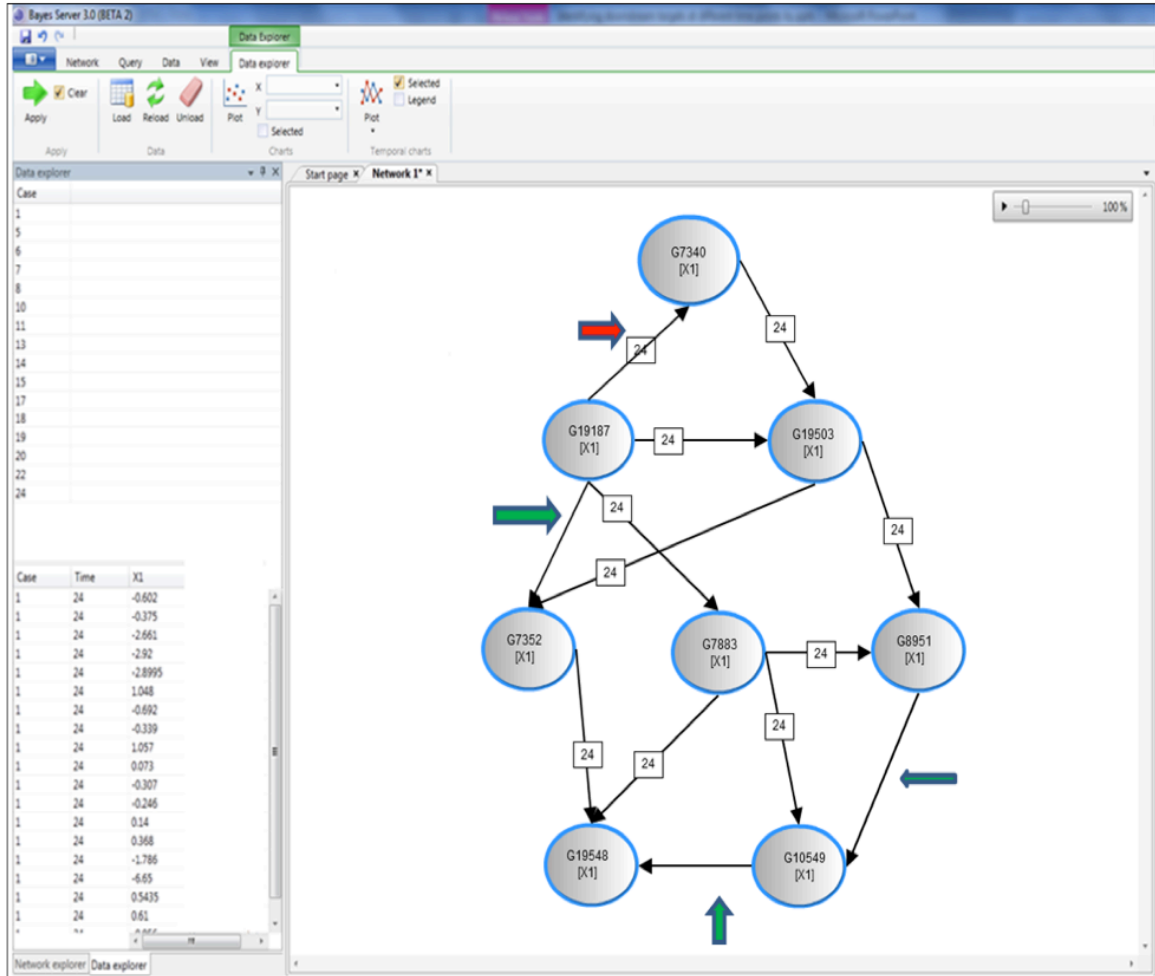 Bayes Server 3.0 (BETA 2)
Data Explorer
Network Query Data View Data explorer
Clear
Apply
Load Reload Unload
Plot
X
Y
Selected
Plot
Selected
Legend
Apply Data Charts Temporal charts
Data explorer
Case
1
5
6
7
8
10
11
13
14
15
17
18
19
20
22
24
Case Time X1
1 24 -0.602
1 24 -0.375
1 24 -2.661
1 24 -2.92
1 24 -2.8995
1 24 1.048
1 24 -0.692
1 24 -0.339
1 24 1.057
1 24 0.073
1 24 -0.307
1 24 -0.246
1 24 0.14
1 24 0.368
1 24 -1.786
1 24 -6.65
1 24 0.5435
1 24 0.61
Network explorer Data explorer
Start page Network 1*
100%
G7340
[X1]
24
24
G19187
[X1]
24
G19503
[X1]
24
24
24
G7352
[X1]
G7883
[X1]
24
G8951
[X1]
24
24
24
G19548
[X1]
G10549
[X1]